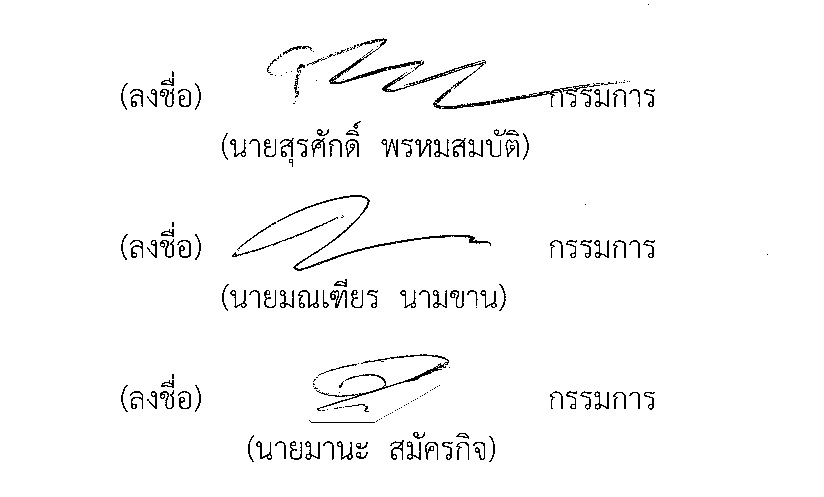 (ลงชื่อ) กรรมการ
(นายสุรศักดิ์ พรหมสมบัติ)
(ลงชื่อ) กรรมการ
(นายมณเฑียร นามขาน)
(ลงชื่อ) กรรมการ
(นายมานะ สมัครกิจ)